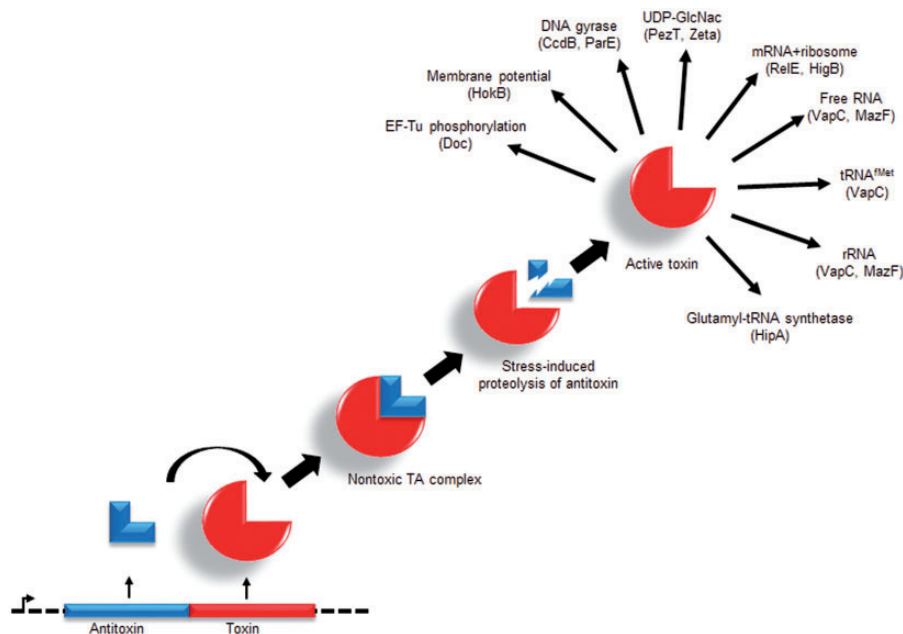 UDP-GlcNac
(PezT, Zeta)
DNA gyrase
(CcdB, ParE)
mRNA+ribosome
(RelE, HigB)
Membrane potential
(HokB)
Free RNA
(VapC, MazF)
EF-Tu phosphorylation
(Doc)
tRNAfMet
(VapC)
rRNA
(VapC, MazF)
Active toxin
Glutamyl-tRNA synthetase
(HipA)
Stress-induced
proteolysis of antitoxin
Nontoxic TA complex
Antitoxin
Toxin